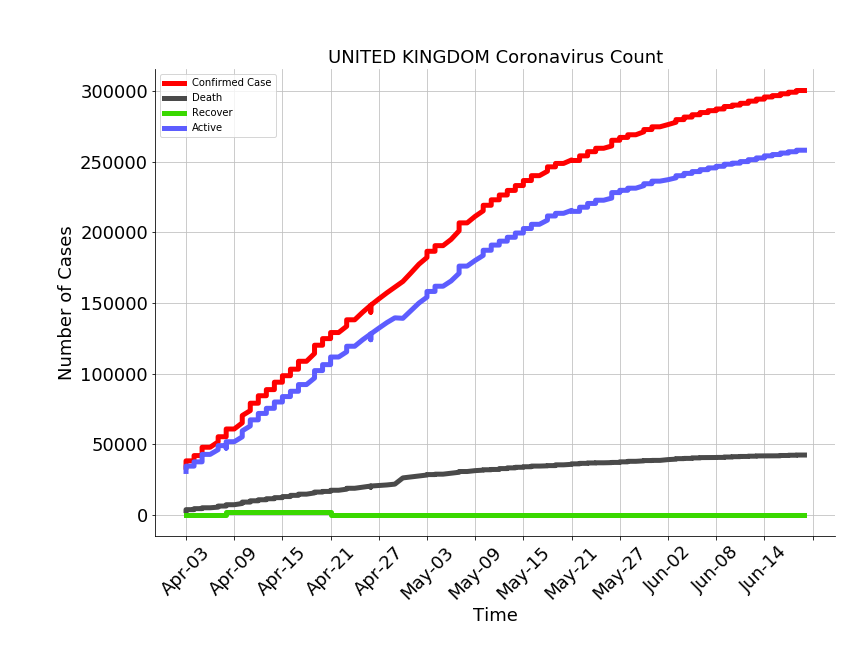 UNITED KINGDOM Coronavirus Count
Confirmed Case
Death
Recover
Active
300000
250000
200000
150000
100000
50000
0
Number of Cases
Apr-03
Apr-09
Apr-15
Apr-21
Apr-27
May-03
May-09
May-15
May-21
May-27
Jun-02
Jun-08
Jun-14
Time